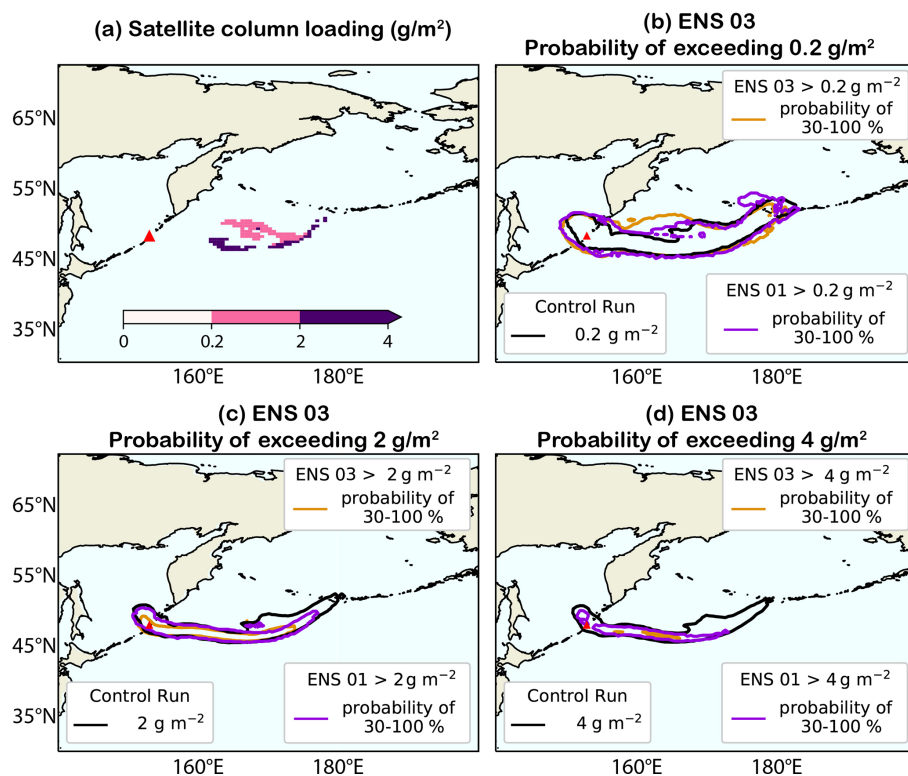 (a) Satellite column loading (g/m²)
65°N
55°N
45°N
35°N
0 0.2 2 4
160°E 180°E
(b) ENS 03
Probability of exceeding 0.2 g/m²
ENS 03 > 0.2 g m⁻²
probability of
30-100 %
Control Run
0.2 g m⁻²
ENS 01 > 0.2 g m⁻²
probability of
30-100 %
160°E 180°E
(c) ENS 03
Probability of exceeding 2 g/m²
65°N
55°N
45°N
35°N
ENS 03 > 2 g m⁻²
probability of
30-100 %
Control Run
2 g m⁻²
ENS 01 > 2 g m⁻²
probability of
30-100 %
160°E 180°E
(d) ENS 03
Probability of exceeding 4 g/m²
ENS 03 > 4 g m⁻²
probability of
30-100 %
Control Run
4 g m⁻²
ENS 01 > 4 g m⁻²
probability of
30-100 %
160°E 180°E